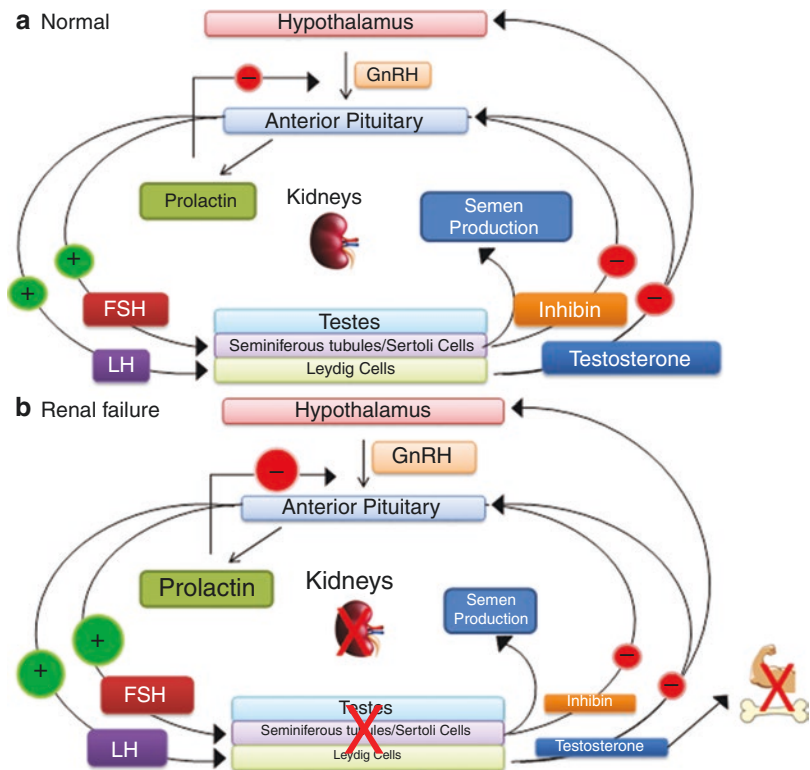 a Normal
Hypothalamus
GnRH
−
Anterior Pituitary
Prolactin
Kidneys
Semen
Production
+
−
+
FSH
Inhibin
−
Testes
Seminiferous tubules/Sertoli Cells
Testosterone
LH
Leydig Cells
b Renal failure
Hypothalamus
−
GnRH
Anterior Pituitary
Prolactin
Kidneys
Semen
Production
+
−
+
−
FSH
Inhibin
Testes
Seminiferous tubules/Sertoli Cells
LH
Testosterone
Leydig Cells